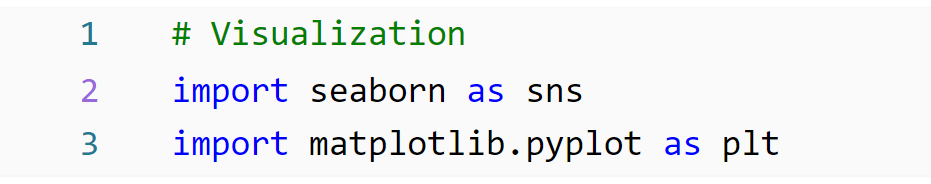 1 # Visualization
2 import seaborn as sns
3 import matplotlib.pyplot as plt